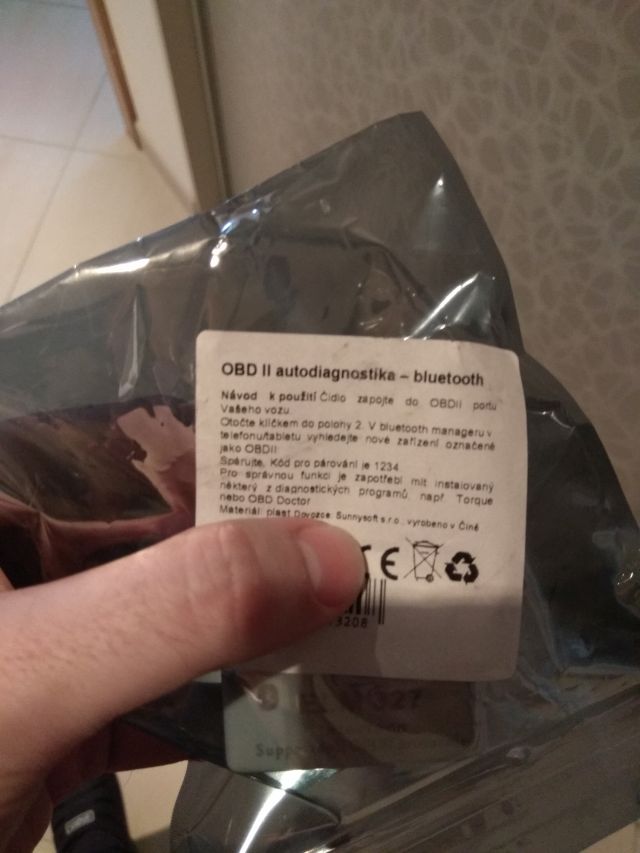 OBD II autodiagnostika – bluetooth
Návod k použití Čidlo zapojte do OBDII portu
Vašeho vozu.
Otočte klíčkem do polohy 2. V bluetooth manageru v
telefonu/tabletu vyhledejte nové zařízení označené
jako OBDII
Spárujte. Kód pro párování je 1234.
Pro správnou funkci je zapotřebí mít instalovaný
některý z diagnostických programů, např. Torque
nebo OBD Doctor
Materiál: plast Dovozce: Sunnysoft s.r.o., vyrobeno v Číně
CE
3208
327